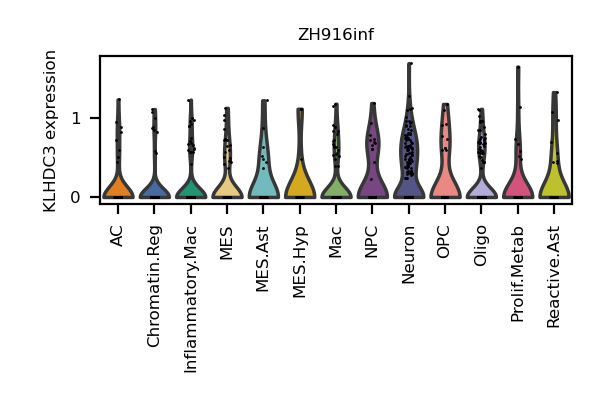 ZH916inf
KLHDC3 expression
1
0
AC
Chromatin.Reg
Inflammatory.Mac
MES
MES.Ast
MES.Hyp
Mac
NPC
Neuron
OPC
Oligo
Prolif.Metab
Reactive.Ast